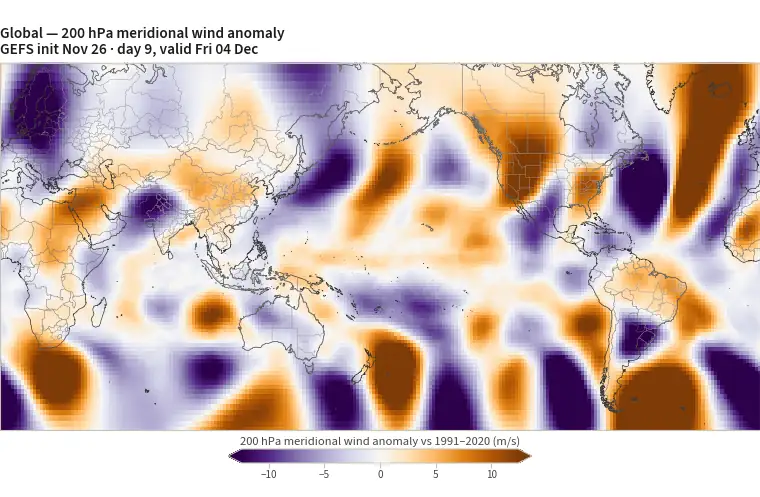 Global — 200 hPa meridional wind anomaly
GEFS init Nov 26 · day 9, valid Fri 04 Dec
200 hPa meridional wind anomaly vs 1991–2020 (m/s)
−10 −5 0 5 10